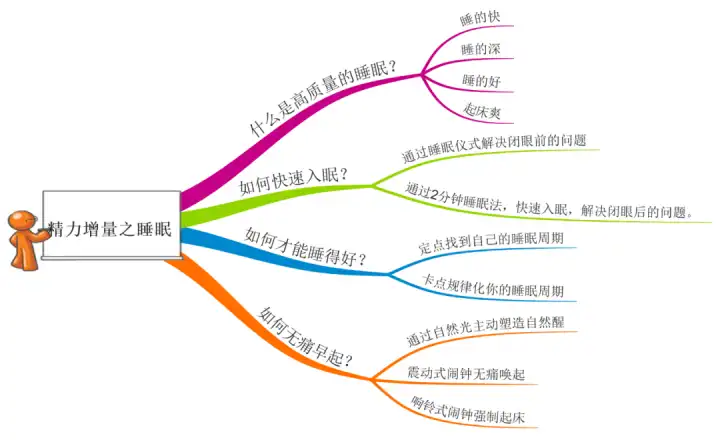 精力增量之睡眠
什么是高质量的睡眠？
睡的快
睡的深
睡的好
起床爽
如何快速入眠？
通过睡眠仪式解决闭眼前的问题
通过2分钟睡眠法，快速入眠，解决闭眼后的问题。
如何才能睡得好？
定点找到自己的睡眠周期
卡点规律化你的睡眠周期
如何无痛早起？
通过自然光主动塑造自然醒
震动式闹钟无痛唤起
响铃式闹钟强制起床